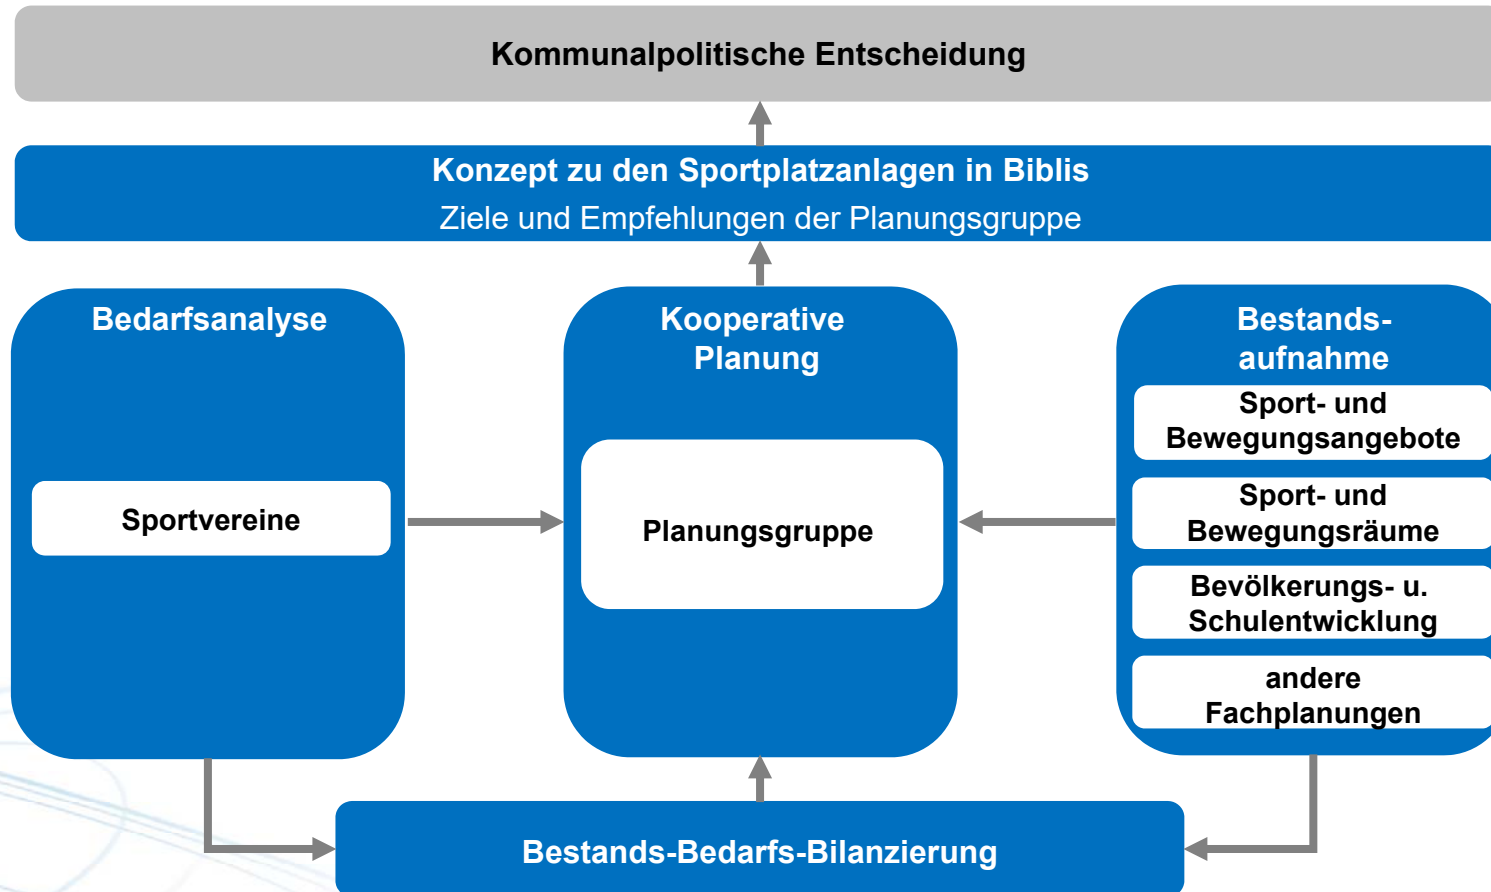 Kommunalpolitische Entscheidung
Konzept zu den Sportplatzanlagen in Biblis
Ziele und Empfehlungen der Planungsgruppe
Bedarfsanalyse
Sportvereine
Kooperative
Planung
Planungsgruppe
Bestands-
aufnahme
Sport- und
Bewegungsangebote
Sport- und
Bewegungsräume
Bevölkerungs- u.
Schulentwicklung
andere
Fachplanungen
Bestands-Bedarfs-Bilanzierung